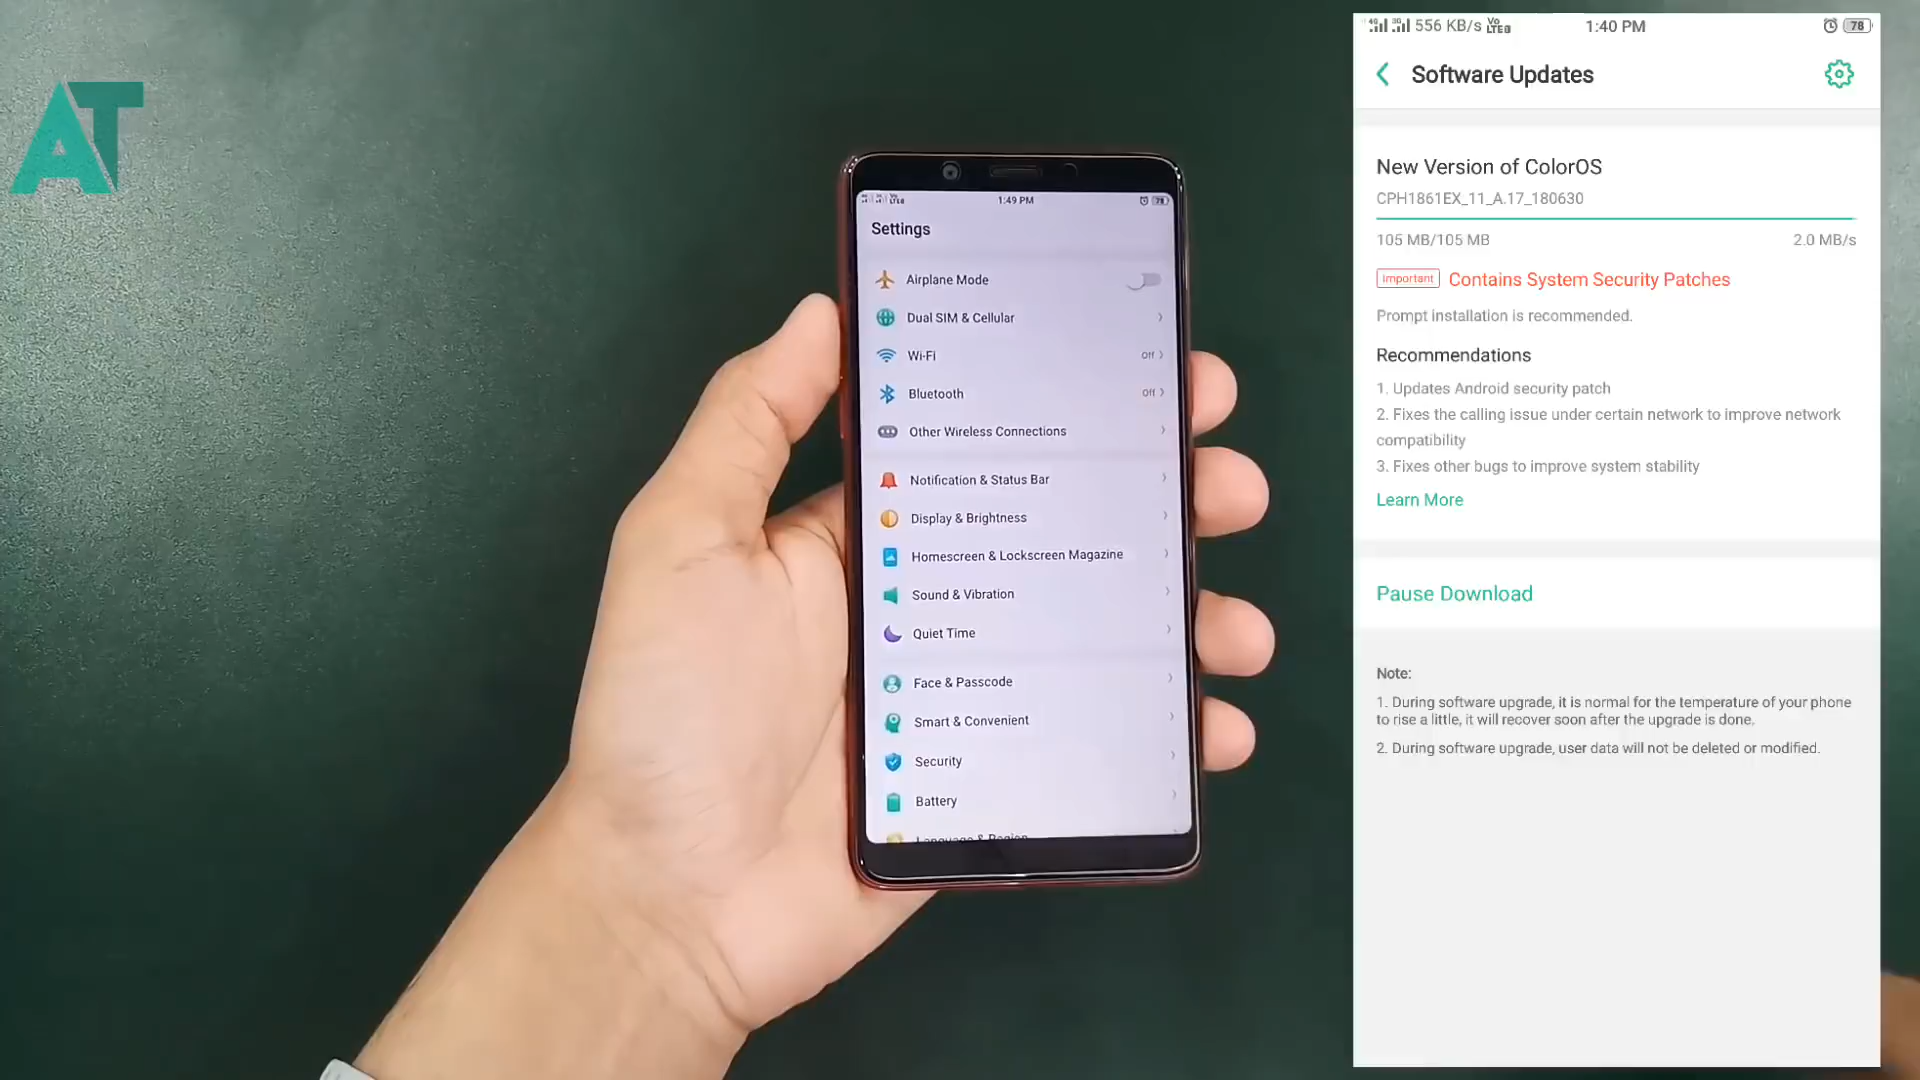 AT
1:49 PM
78
Settings
Airplane Mode
Dual SIM & Cellular
Wi-Fi Off
Bluetooth Off
Other Wireless Connections
Notification & Status Bar
Display & Brightness
Homescreen & Lockscreen Magazine
Sound & Vibration
Quiet Time
Face & Passcode
Smart & Convenient
Security
Battery
Language & Region
4G 3G 556 KB/s Vo LTE 1:40 PM 78
Software Updates
New Version of ColorOS
CPH1861EX_11_A.17_180630
105 MB/105 MB 2.0 MB/s
Important Contains System Security Patches
Prompt installation is recommended.
Recommendations
1. Updates Android security patch
2. Fixes the calling issue under certain network to improve network
compatibility
3. Fixes other bugs to improve system stability
Learn More
Pause Download
Note:
1. During software upgrade, it is normal for the temperature of your phone
to rise a little, it will recover soon after the upgrade is done.
2. During software upgrade, user data will not be deleted or modified.